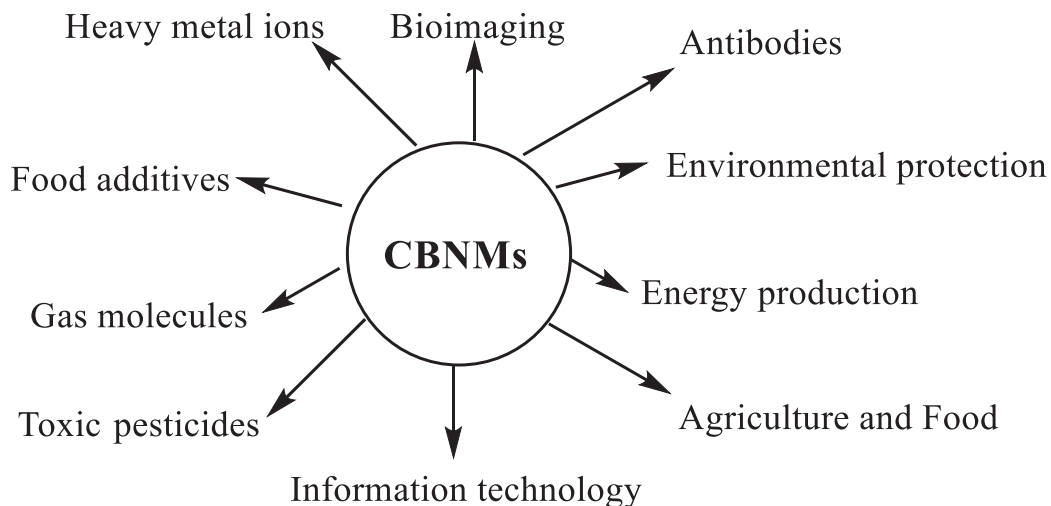 Heavy metal ions
Bioimaging
Antibodies
Food additives
Environmental protection
CBNMs
Energy production
Gas molecules
Toxic pesticides
Agriculture and Food
Information technology